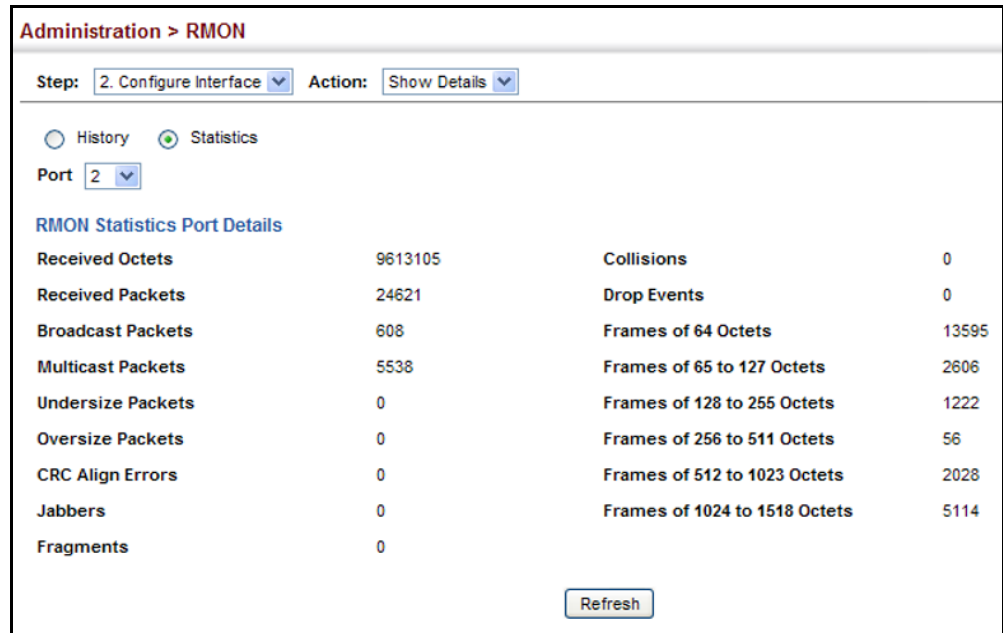 Administration > RMON
Step: 2. Configure Interface Action: Show Details
History Statistics
Port 2
RMON Statistics Port Details
Received Octets 9613105 Collisions 0
Received Packets 24621 Drop Events 0
Broadcast Packets 608 Frames of 64 Octets 13595
Multicast Packets 5538 Frames of 65 to 127 Octets 2606
Undersize Packets 0 Frames of 128 to 255 Octets 1222
Oversize Packets 0 Frames of 256 to 511 Octets 56
CRC Align Errors 0 Frames of 512 to 1023 Octets 2028
Jabbers 0 Frames of 1024 to 1518 Octets 5114
Fragments 0
Refresh